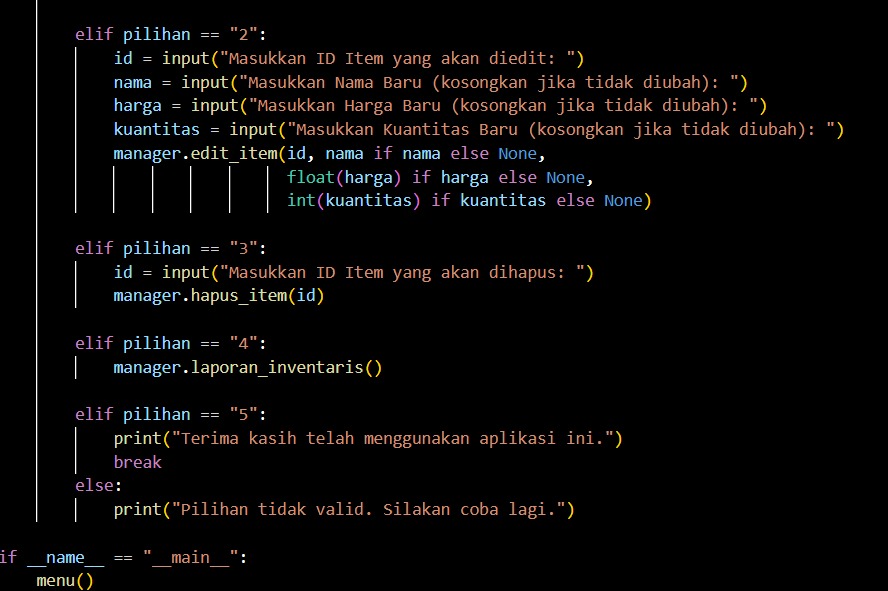 elif pilihan == "2":
id = input("Masukkan ID Item yang akan diedit: ")
nama = input("Masukkan Nama Baru (kosongkan jika tidak diubah): ")
harga = input("Masukkan Harga Baru (kosongkan jika tidak diubah): ")
kuantitas = input("Masukkan Kuantitas Baru (kosongkan jika tidak diubah): ")
manager.edit_item(id, nama if nama else None,
float(harga) if harga else None,
int(kuantitas) if kuantitas else None)
elif pilihan == "3":
id = input("Masukkan ID Item yang akan dihapus: ")
manager.hapus_item(id)
elif pilihan == "4":
manager.laporan_inventaris()
elif pilihan == "5":
print("Terima kasih telah menggunakan aplikasi ini.")
break
else:
print("Pilihan tidak valid. Silakan coba lagi.")
if __name__ == "__main__":
menu()